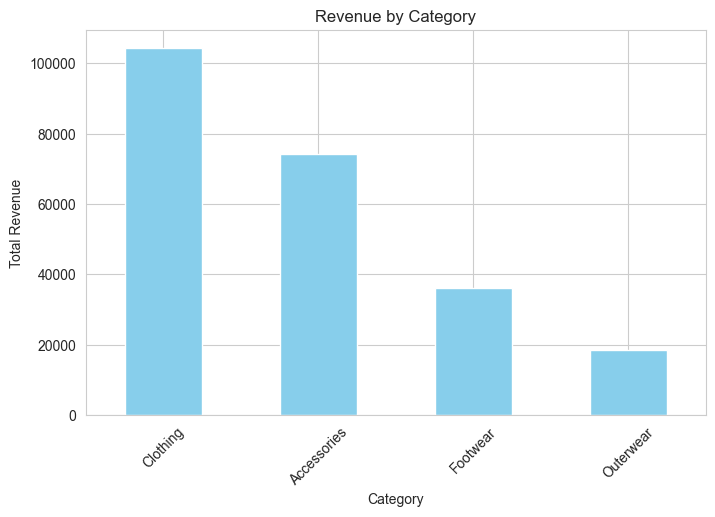 Revenue by Category
Total Revenue
100000
80000
60000
40000
20000
0
Clothing
Accessories
Footwear
Outerwear
Category